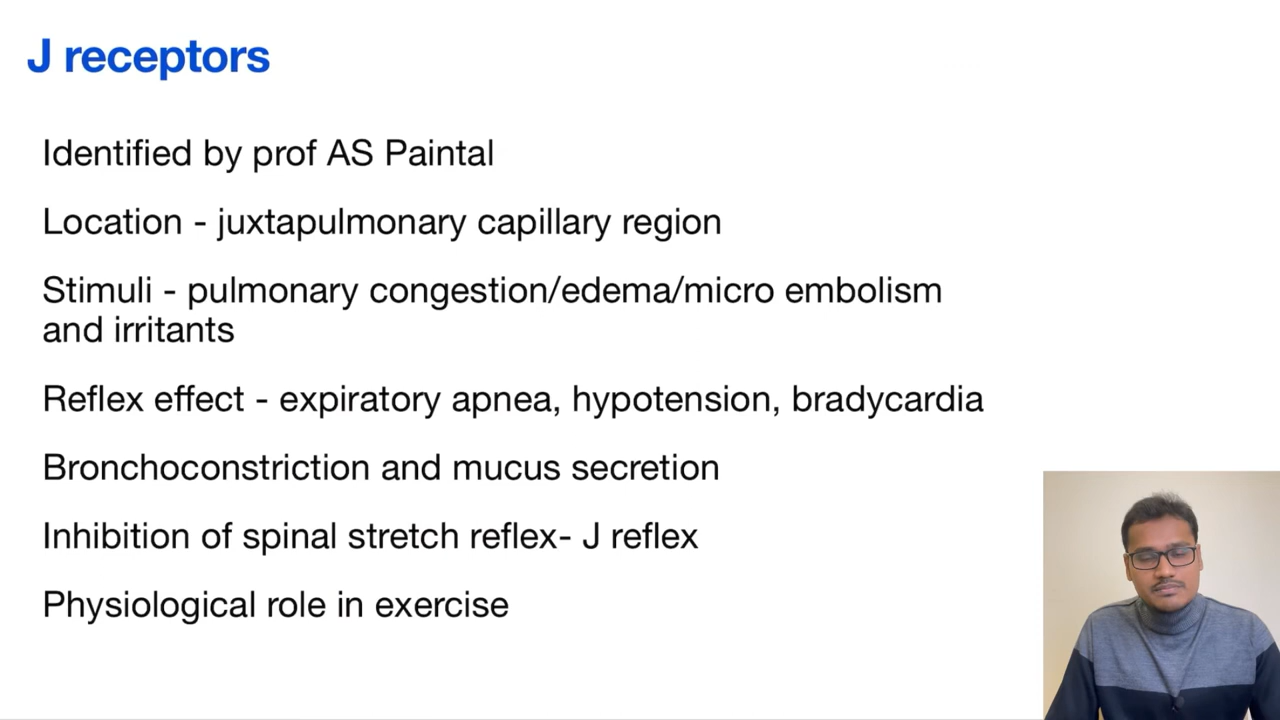 J receptors
Identified by prof AS Paintal
Location - juxtapulmonary capillary region
Stimuli - pulmonary congestion/edema/micro embolism
and irritants
Reflex effect - expiratory apnea, hypotension, bradycardia
Bronchoconstriction and mucus secretion
Inhibition of spinal stretch reflex- J reflex
Physiological role in exercise